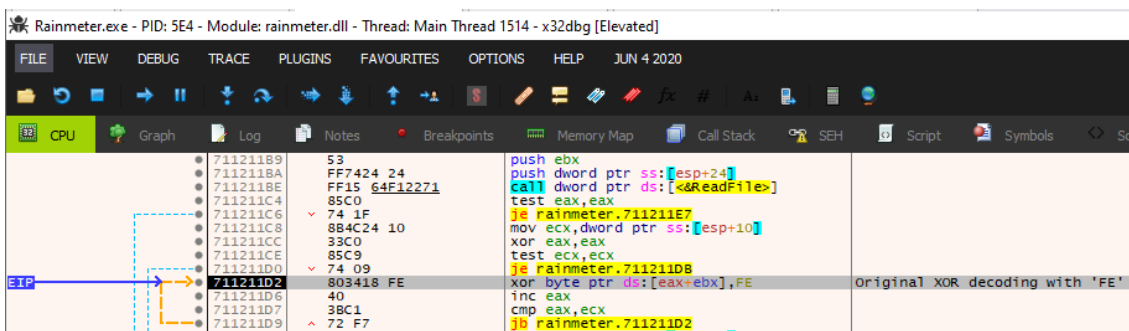 Rainmeter.exe - PID: 5E4 - Module: rainmeter.dll - Thread: Main Thread 1514 - x32dbg [Elevated]
FILE VIEW DEBUG TRACE PLUGINS FAVOURITES OPTIONS HELP JUN 4 2020
S fx # Az
32 CPU Graph Log Notes Breakpoints Memory Map Call Stack SEH Script Symbols
711211B9 53 push ebx
711211BA FF7424 24 push dword ptr ss:[esp+24]
711211BE FF15 64F12271 call dword ptr ds:[<&ReadFile>]
711211C4 85C0 test eax,eax
711211C6 74 1F je rainmeter.711211E7
711211C8 8B4C24 10 mov ecx,dword ptr ss:[esp+10]
711211CC 33C0 xor eax,eax
711211CE 85C9 test ecx,ecx
711211D0 74 09 je rainmeter.711211DB
EIP 711211D2 803418 FE xor byte ptr ds:[eax+ebx],FE Original XOR decoding with 'FE'
711211D6 40 inc eax
711211D7 3BC1 cmp eax,ecx
711211D9 72 F7 jb rainmeter.711211D2